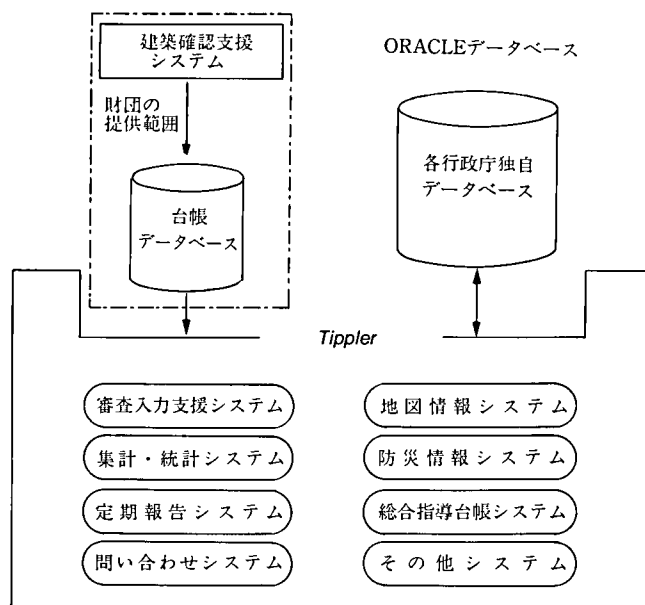 建築確認支援
システム
財団の
提供範囲
台帳
データベース
ORACLEデータベース
各行政庁独自
データベース
Tippler
審査入力支援システム
集計・統計システム
定期報告システム
問い合わせシステム
地図情報システム
防災情報システム
総合指導台帳システム
その他システム